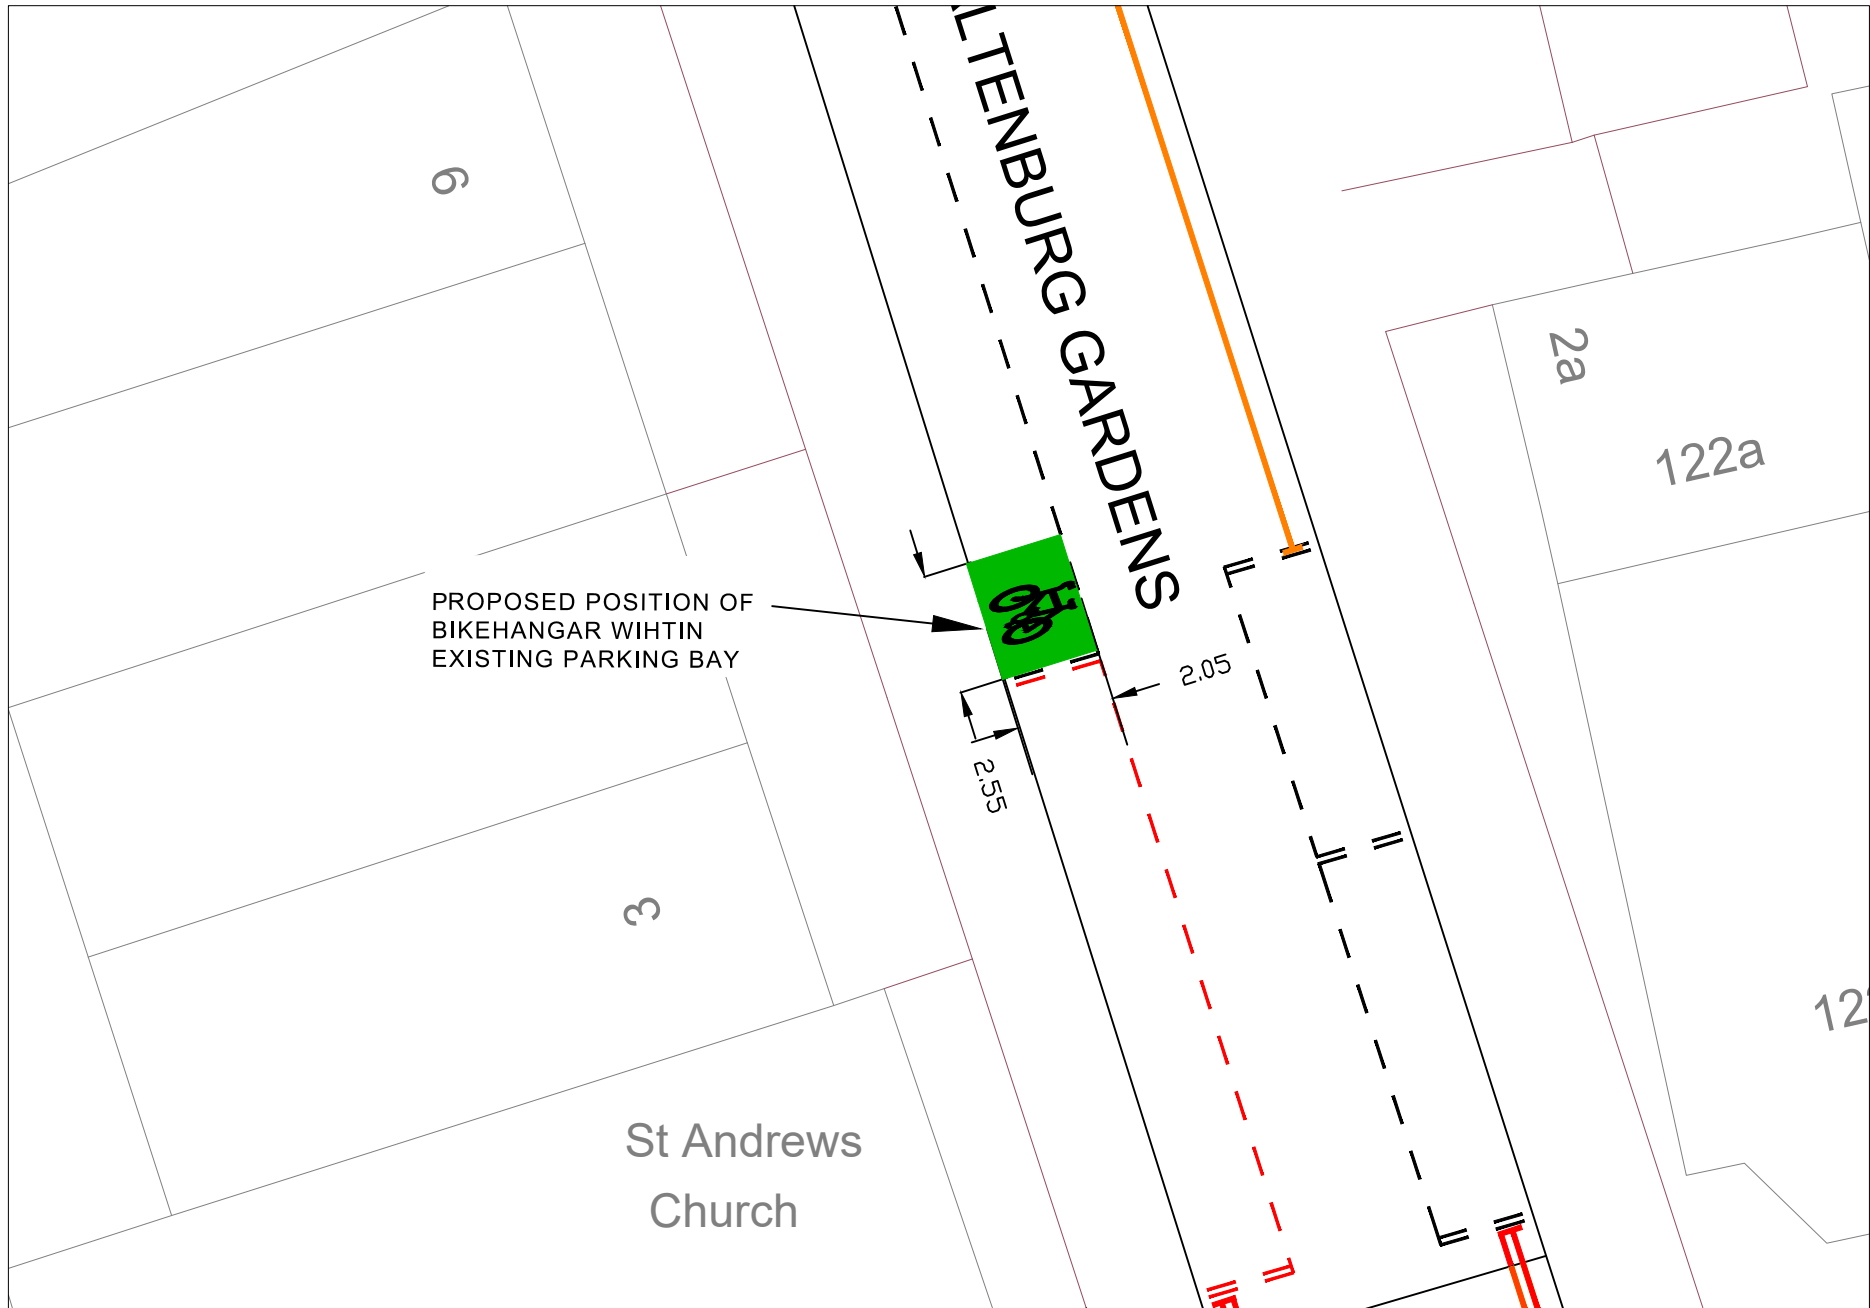 ALTENBURG GARDENS
6
2a
122a
PROPOSED POSITION OF
BIKEHANGAR WIHTIN
EXISTING PARKING BAY
2.05
2.55
3
St Andrews
Church